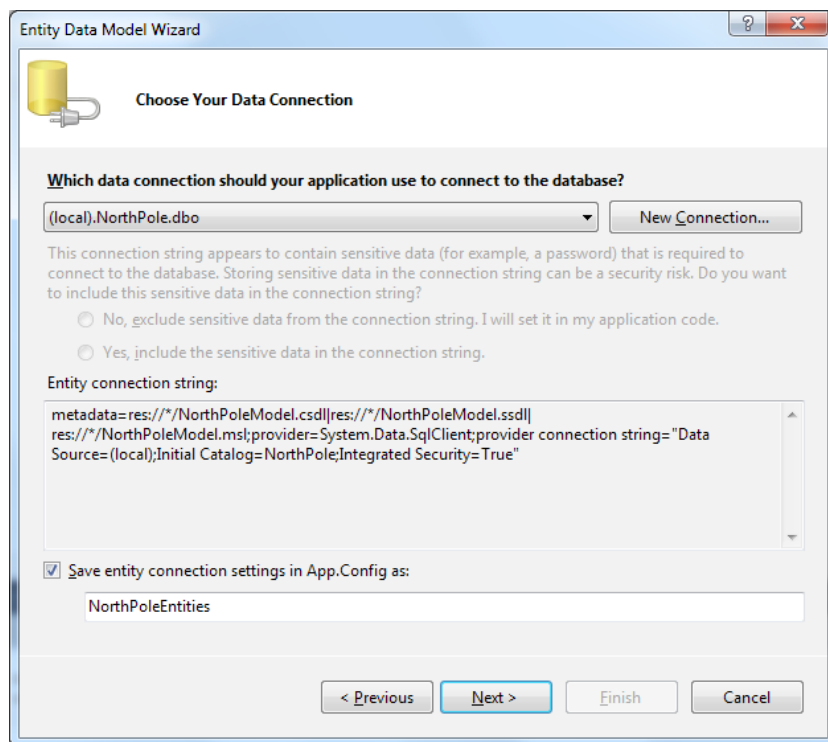 Entity Data Model Wizard
Choose Your Data Connection
Which data connection should your application use to connect to the database?
(local).NorthPole.dbo
New Connection...
This connection string appears to contain sensitive data (for example, a password) that is required to
connect to the database. Storing sensitive data in the connection string can be a security risk. Do you want
to include this sensitive data in the connection string?
No, exclude sensitive data from the connection string. I will set it in my application code.
Yes, include the sensitive data in the connection string.
Entity connection string:
metadata=res://*/NorthPoleModel.csdl|res://*/NorthPoleModel.ssdl|
res://*/NorthPoleModel.msl;provider=System.Data.SqlClient;provider connection string="Data
Source=(local);Initial Catalog=NorthPole;Integrated Security=True"
Save entity connection settings in App.Config as:
NorthPoleEntities
< Previous
Next >
Finish
Cancel